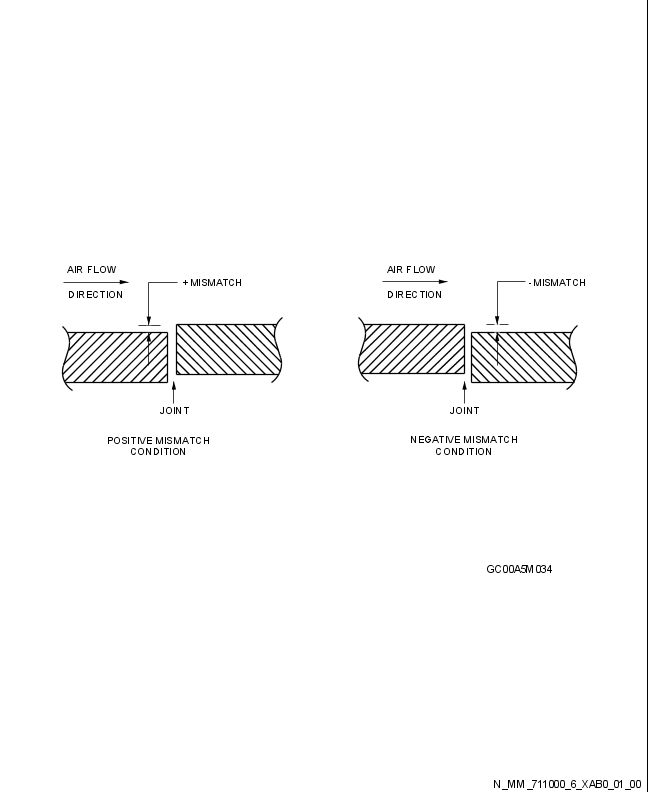 AIR FLOW
DIRECTION
+ MISMATCH
JOINT
POSITIVE MISMATCH
CONDITION
AIR FLOW
DIRECTION
- MISMATCH
JOINT
NEGATIVE MISMATCH
CONDITION
GC00A5M034
N_MM_711000_6_XAB0_01_00